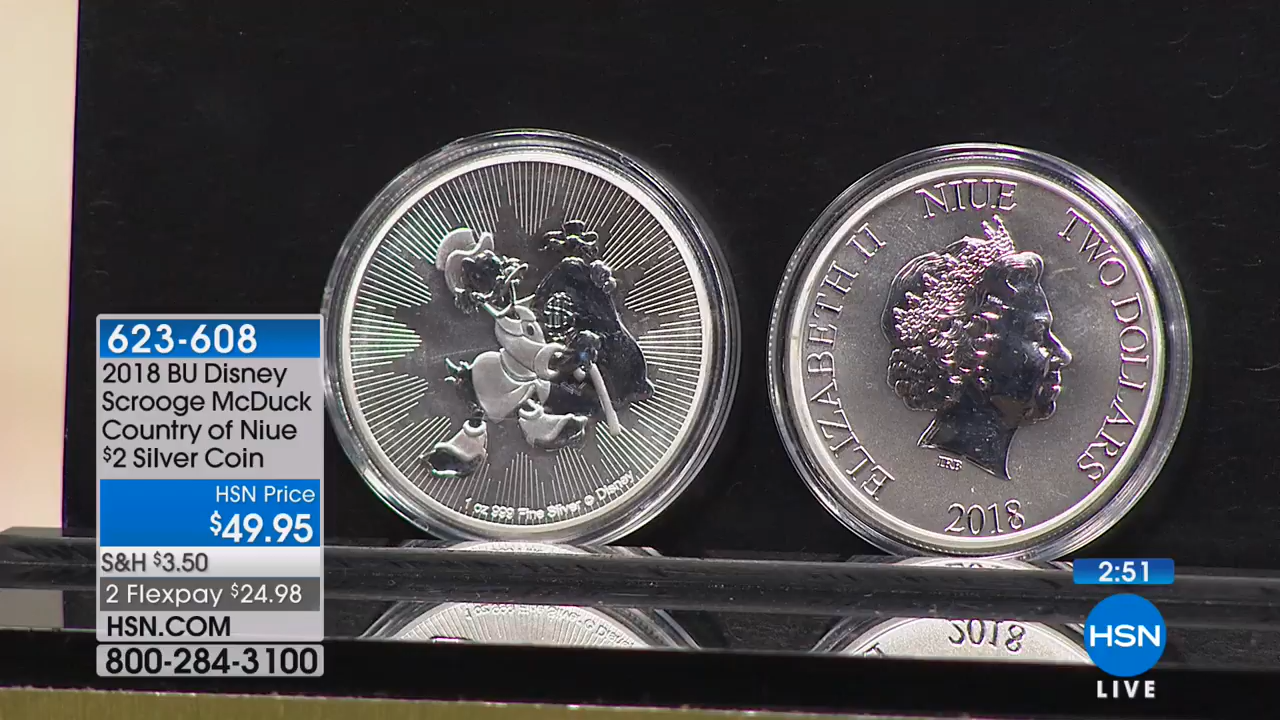 623-608
2018 BU Disney
Scrooge McDuck
Country of Niue
$2 Silver Coin
HSN Price
$49.95
S&H $3.50
2 Flexpay $24.98
HSN.COM
800-284-3100
$
1 oz 999 Fine Silver © Disney
ELIZABETH II
NIUE
TWO DOLLARS
IRB
2018
2:51
HSN
LIVE